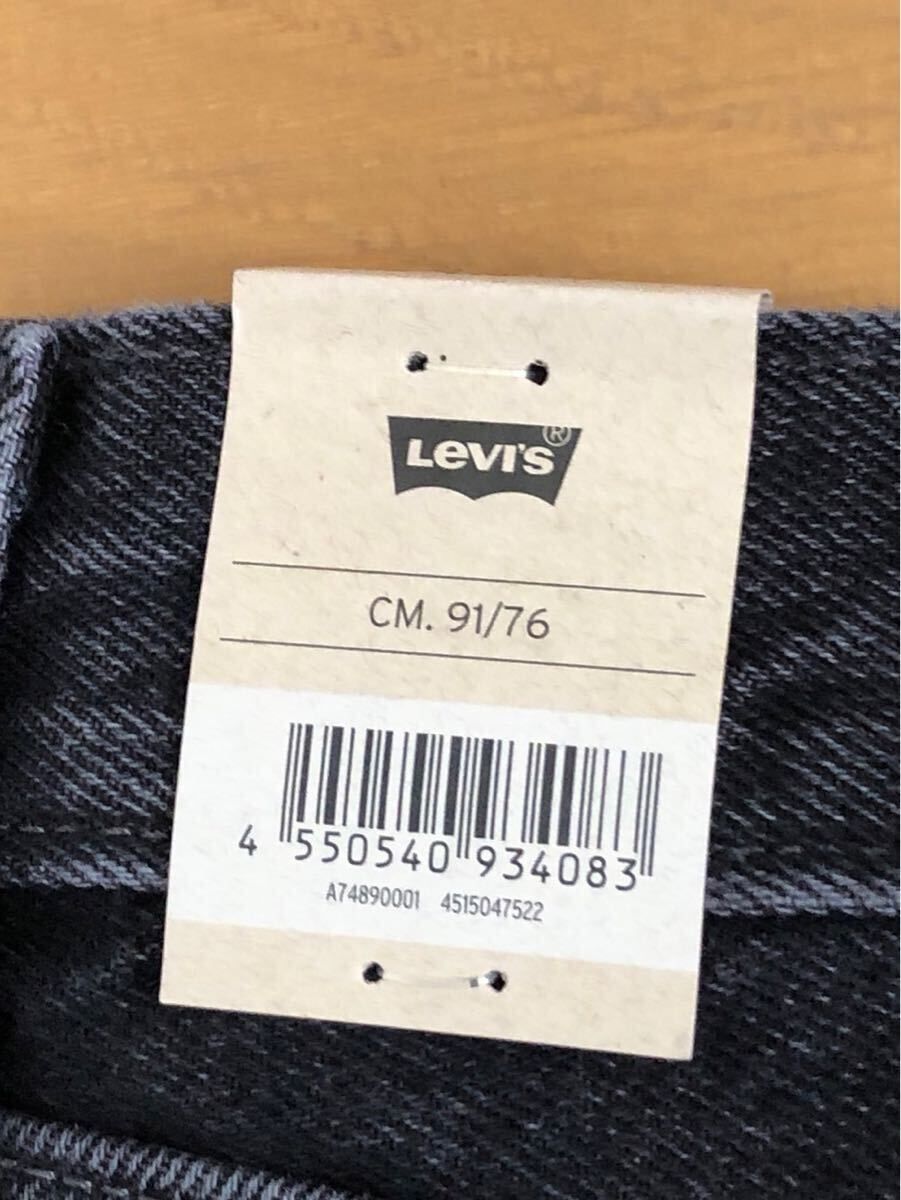 LEVI'S ®
CM. 91/76
4 550540 934083
A74890001 4515047522